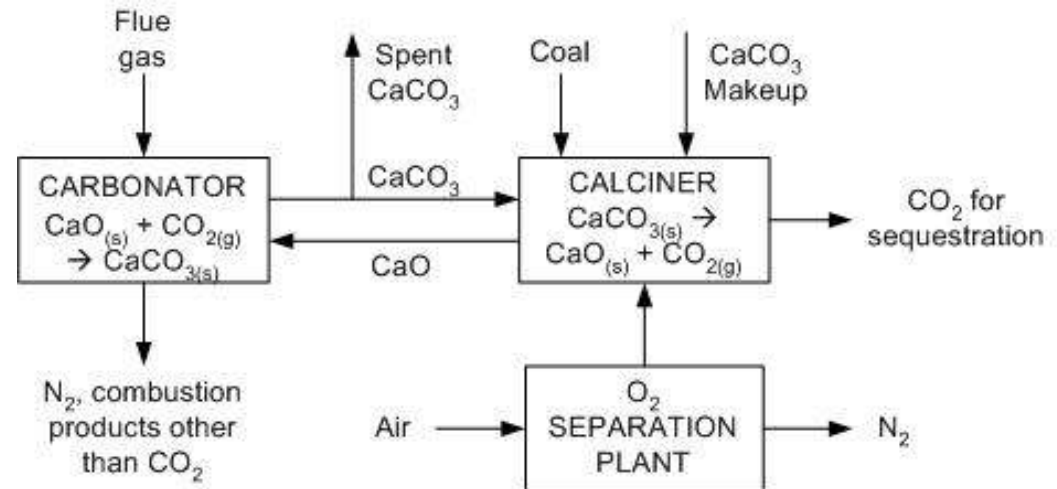 Flue
gas
Spent
CaCO₃
Coal
CaCO₃
Makeup
CARBONATOR
CaO₍s₎ + CO₂₍g₎
→ CaCO₃₍s₎
CaCO₃
CaO
CALCINER
CaCO₃₍s₎ →
CaO₍s₎ + CO₂₍g₎
CO₂ for
sequestration
N₂, combustion
products other
than CO₂
Air
O₂
SEPARATION
PLANT
N₂